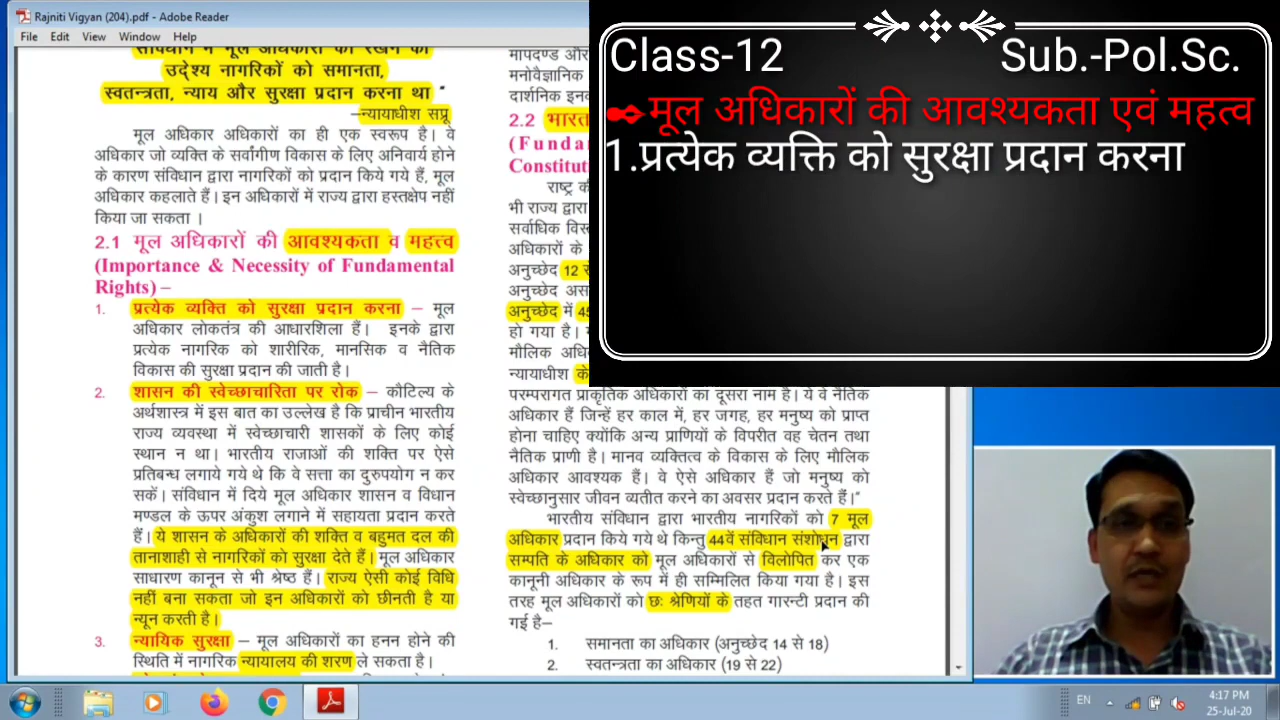 Rajniti Vigyan (204).pdf - Adobe Reader
File Edit View Window Help
संविधान में मूल अधिकारों को रखने का
उद्देश्य नागरिकों को समानता,
स्वतन्त्रता, न्याय और सुरक्षा प्रदान करना था "
–न्यायाधीश सप्रू
मूल अधिकार अधिकारों का ही एक स्वरूप है। वे
अधिकार जो व्यक्ति के सर्वांगीण विकास के लिए अनिवार्य होने
के कारण संविधान द्वारा नागरिकों को प्रदान किये गये हैं, मूल
अधिकार कहलाते हैं। इन अधिकारों में राज्य द्वारा हस्तक्षेप नहीं
किया जा सकता ।
2.1 मूल अधिकारों की आवश्यकता व महत्त्व
(Importance & Necessity of Fundamental
Rights) –
1. प्रत्येक व्यक्ति को सुरक्षा प्रदान करना – मूल
अधिकार लोकतंत्र की आधारशिला हैं। इनके द्वारा
प्रत्येक नागरिक को शारीरिक, मानसिक व नैतिक
विकास की सुरक्षा प्रदान की जाती है।
2. शासन की स्वेच्छाचारिता पर रोक – कौटिल्य के
अर्थशास्त्र में इस बात का उल्लेख है कि प्राचीन भारतीय
राज्य व्यवस्था में स्वेच्छाचारी शासकों के लिए कोई
स्थान न था। भारतीय राजाओं की शक्ति पर ऐसे
प्रतिबन्ध लगाये गये थे कि वे सत्ता का दुरुपयोग न कर
सकें। संविधान में दिये मूल अधिकार शासन व विधान
मण्डल के ऊपर अंकुश लगाने में सहायता प्रदान करते
हैं। ये शासन के अधिकारों की शक्ति व बहुमत दल की
तानाशाही से नागरिकों को सुरक्षा देते हैं। मूल अधिकार
साधारण कानून से भी श्रेष्ठ हैं। राज्य ऐसी कोई विधि
नहीं बना सकता जो इन अधिकारों को छीनती है या
न्यून करती है।
3. न्यायिक सुरक्षा – मूल अधिकारों का हनन होने की
स्थिति में नागरिक न्यायालय की शरण ले सकता है।
मापदण्ड और
मनोवैज्ञानिक
दार्शनिक इनक
2.2 भारत
(Funda
Constitut
राष्ट्र की
भी राज्य द्वारा
सर्वाधिक विस्
अधिकारों के
अनुच्छेद 12 से
अनुच्छेद अस
अनुच्छेद में 45
हो गया है।
मौलिक अधि
न्यायाधीश के
परम्परागत प्राकृतिक अधिकारों का दूसरा नाम है। ये वे नैतिक
अधिकार हैं जिन्हें हर काल में, हर जगह, हर मनुष्य को प्राप्त
होना चाहिए क्योंकि अन्य प्राणियों के विपरीत वह चेतन तथा
नैतिक प्राणी है। मानव व्यक्तित्व के विकास के लिए मौलिक
अधिकार आवश्यक हैं। वे ऐसे अधिकार हैं जो मनुष्य को
स्वेच्छानुसार जीवन व्यतीत करने का अवसर प्रदान करते हैं।"
भारतीय संविधान द्वारा भारतीय नागरिकों को 7 मूल
अधिकार प्रदान किये गये थे किन्तु 44वें संविधान संशोधन द्वारा
सम्पति के अधिकार को मूल अधिकारों से विलोपित कर एक
कानूनी अधिकार के रूप में ही सम्मिलित किया गया है। इस
तरह मूल अधिकारों को छः श्रेणियों के तहत गारन्टी प्रदान की
गई है–
1. समानता का अधिकार (अनुच्छेद 14 से 18)
2. स्वतन्त्रता का अधिकार (19 से 22)
Class-12 Sub.-Pol.Sc.
मूल अधिकारों की आवश्यकता एवं महत्व
1.प्रत्येक व्यक्ति को सुरक्षा प्रदान करना
EN
4:17 PM
25-Jul-20